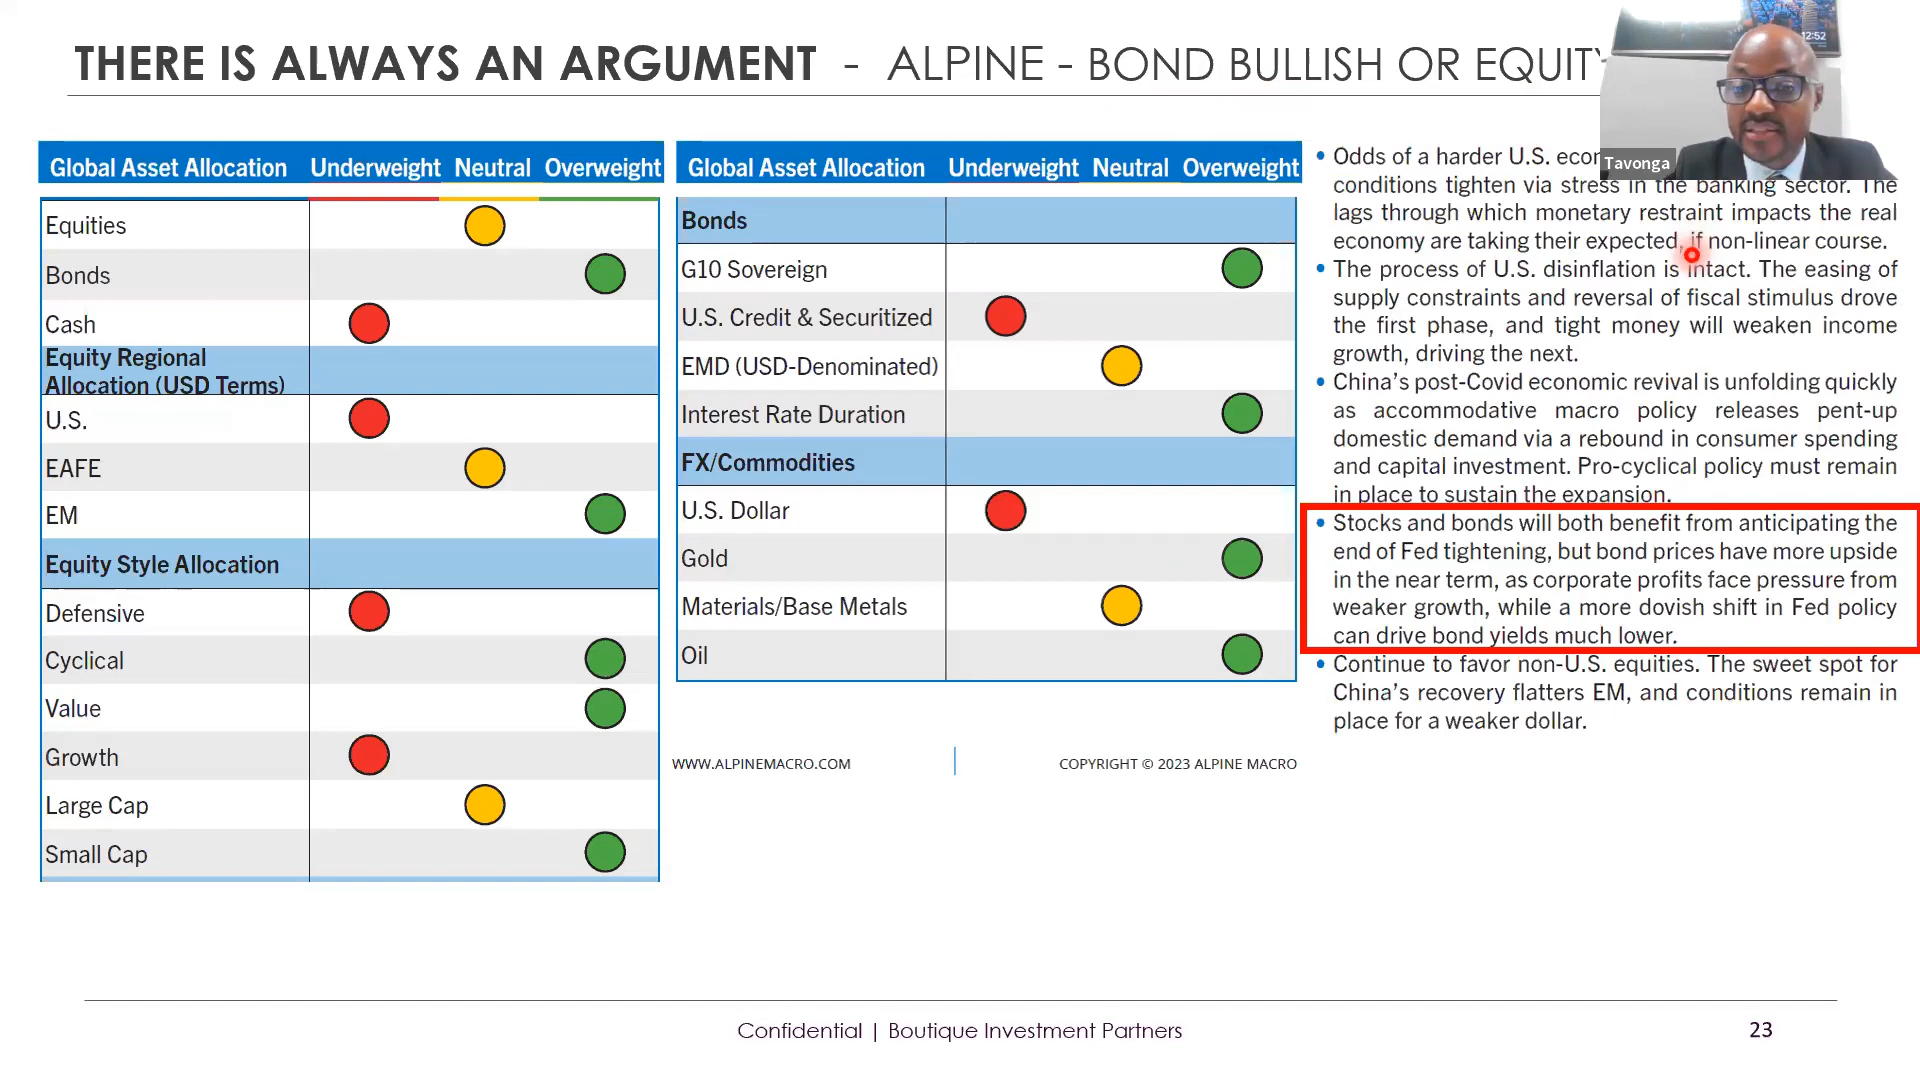 THERE IS ALWAYS AN ARGUMENT - ALPINE - BOND BULLISH OR EQUITY
12:52
Tavonga
Global Asset Allocation Underweight Neutral Overweight
Equities
Bonds
Cash
Equity Regional
Allocation (USD Terms)
U.S.
EAFE
EM
Equity Style Allocation
Defensive
Cyclical
Value
Growth
Large Cap
Small Cap
Global Asset Allocation Underweight Neutral Overweight
Bonds
G10 Sovereign
U.S. Credit & Securitized
EMD (USD-Denominated)
Interest Rate Duration
FX/Commodities
U.S. Dollar
Gold
Materials/Base Metals
Oil
WWW.ALPINEMACRO.COM
COPYRIGHT © 2023 ALPINE MACRO
• Odds of a harder U.S.
conditions tighten via stress in the banking sector. The
lags through which monetary restraint impacts the real
economy are taking their expected, if non-linear course.
• The process of U.S. disinflation is intact. The easing of
supply constraints and reversal of fiscal stimulus drove
the first phase, and tight money will weaken income
growth, driving the next.
• China's post-Covid economic revival is unfolding quickly
as accommodative macro policy releases pent-up
domestic demand via a rebound in consumer spending
and capital investment. Pro-cyclical policy must remain
in place to sustain the expansion.
• Stocks and bonds will both benefit from anticipating the
end of Fed tightening, but bond prices have more upside
in the near term, as corporate profits face pressure from
weaker growth, while a more dovish shift in Fed policy
can drive bond yields much lower.
• Continue to favor non-U.S. equities. The sweet spot for
China's recovery flatters EM, and conditions remain in
place for a weaker dollar.
Confidential | Boutique Investment Partners
23